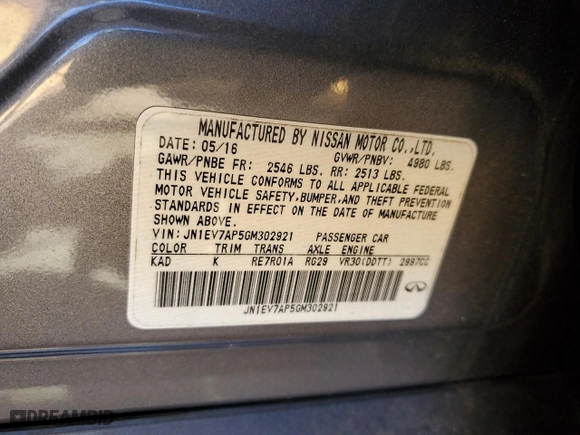 MANUFACTURED BY NISSAN MOTOR CO.,LTD.
DATE: 05/16 GVWR/PNBV: 4980 LBS.
GAWR/PNBE FR: 2546 LBS. RR: 2513 LBS.
THIS VEHICLE CONFORMS TO ALL APPLICABLE FEDERAL
MOTOR VEHICLE SAFETY,BUMPER,AND THEFT PREVENTION
STANDARDS IN EFFECT ON THE DATE OF MANUFACTURE
SHOWN ABOVE.
VIN:JN1EV7AP5GM302921 PASSENGER CAR
COLOR TRIM TRANS AXLE ENGINE
KAD K RE7R01A RG29 VR30(DDTT) 2997CC
JN1EV7AP5GM302921
DREAMBID